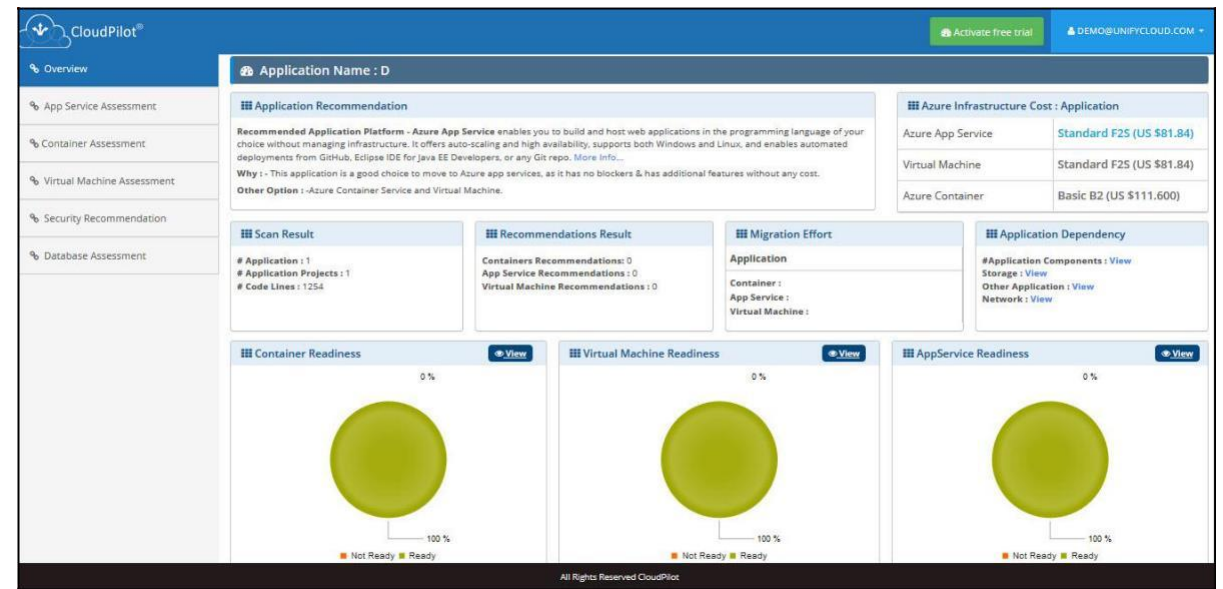 CloudPilot®
Activate free trial
DEMO@UNIFYCLOUD.COM
Overview
App Service Assessment
Container Assessment
Virtual Machine Assessment
Security Recommendation
Database Assessment
Application Name : D
Application Recommendation
Recommended Application Platform - Azure App Service enables you to build and host web applications in the programming language of your
choice without managing infrastructure. It offers auto-scaling and high availability, supports both Windows and Linux, and enables automated
deployments from GitHub, Eclipse IDE for Java EE Developers, or any Git repo. More Info...
Why : - This application is a good choice to move to Azure app services, as it has no blockers & has additional features without any cost.
Other Option : -Azure Container Service and Virtual Machine.
Azure Infrastructure Cost : Application
Azure App Service Standard F2S (US $81.84)
Virtual Machine Standard F2S (US $81.84)
Azure Container Basic B2 (US $111.600)
Scan Result
# Application : 1
# Application Projects : 1
# Code Lines : 1254
Recommendations Result
Containers Recommendations: 0
App Service Recommendations : 0
Virtual Machine Recommendations : 0
Migration Effort
Application
Container :
App Service :
Virtual Machine :
Application Dependency
#Application Components : View
Storage : View
Other Application : View
Network : View
Container Readiness View
0 %
100 %
Not Ready Ready
Virtual Machine Readiness View
0 %
100 %
Not Ready Ready
AppService Readiness View
0 %
100 %
Not Ready Ready
All Rights Reserved CloudPilot